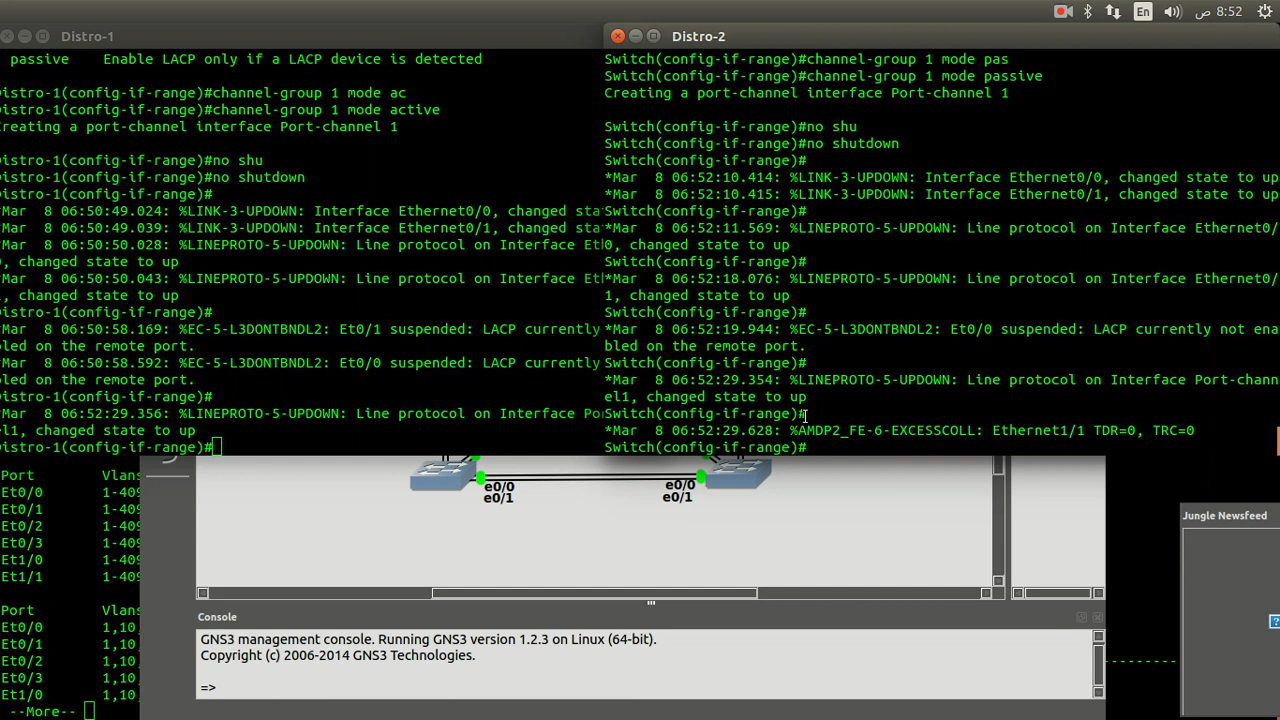 En
8:52 ص
Distro-1
passive    Enable LACP only if a LACP device is detected
istro-1(config-if-range)#channel-group 1 mode ac
istro-1(config-if-range)#channel-group 1 mode active
reating a port-channel interface Port-channel 1
istro-1(config-if-range)#no shu
istro-1(config-if-range)#no shutdown
istro-1(config-if-range)#
Mar  8 06:50:49.024: %LINK-3-UPDOWN: Interface Ethernet0/0, changed sta
Mar  8 06:50:49.039: %LINK-3-UPDOWN: Interface Ethernet0/1, changed sta
Mar  8 06:50:50.028: %LINEPROTO-5-UPDOWN: Line protocol on Interface Et
, changed state to up
Mar  8 06:50:50.043: %LINEPROTO-5-UPDOWN: Line protocol on Interface Et
, changed state to up
istro-1(config-if-range)#
Mar  8 06:50:58.169: %EC-5-L3DONTBNDL2: Et0/1 suspended: LACP currently
bled on the remote port.
Mar  8 06:50:58.592: %EC-5-L3DONTBNDL2: Et0/0 suspended: LACP currently
bled on the remote port.
istro-1(config-if-range)#
Mar  8 06:52:29.356: %LINEPROTO-5-UPDOWN: Line protocol on Interface Po
el1, changed state to up
Distro-1(config-if-range)#
Distro-2
Switch(config-if-range)#channel-group 1 mode pas
Switch(config-if-range)#channel-group 1 mode passive
Creating a port-channel interface Port-channel 1
Switch(config-if-range)#no shu
Switch(config-if-range)#no shutdown
Switch(config-if-range)#
*Mar  8 06:52:10.414: %LINK-3-UPDOWN: Interface Ethernet0/0, changed state to up
*Mar  8 06:52:10.415: %LINK-3-UPDOWN: Interface Ethernet0/1, changed state to up
Switch(config-if-range)#
*Mar  8 06:52:11.569: %LINEPROTO-5-UPDOWN: Line protocol on Interface Ethernet0/
0, changed state to up
Switch(config-if-range)#
*Mar  8 06:52:18.076: %LINEPROTO-5-UPDOWN: Line protocol on Interface Ethernet0/
1, changed state to up
Switch(config-if-range)#
*Mar  8 06:52:19.944: %EC-5-L3DONTBNDL2: Et0/0 suspended: LACP currently not ena
bled on the remote port.
Switch(config-if-range)#
*Mar  8 06:52:29.354: %LINEPROTO-5-UPDOWN: Line protocol on Interface Port-chann
el1, changed state to up
Switch(config-if-range)#
*Mar  8 06:52:29.628: %AMDP2_FE-6-EXCESSCOLL: Ethernet1/1 TDR=0, TRC=0
Switch(config-if-range)#
Port      Vlans
Et0/0     1-409
Et0/1     1-409
Et0/2     1-409
Et0/3     1-409
Et1/0     1-409
Et1/1     1-409
Port      Vlans
Et0/0     1,10
Et0/1     1,10
Et0/2     1,10
Et0/3     1,10
Et1/0     1,10
--More--
e0/0
e0/1
e0/0
e0/1
Console
GNS3 management console. Running GNS3 version 1.2.3 on Linux (64-bit).
Copyright (c) 2006-2014 GNS3 Technologies.
=>
Jungle Newsfeed